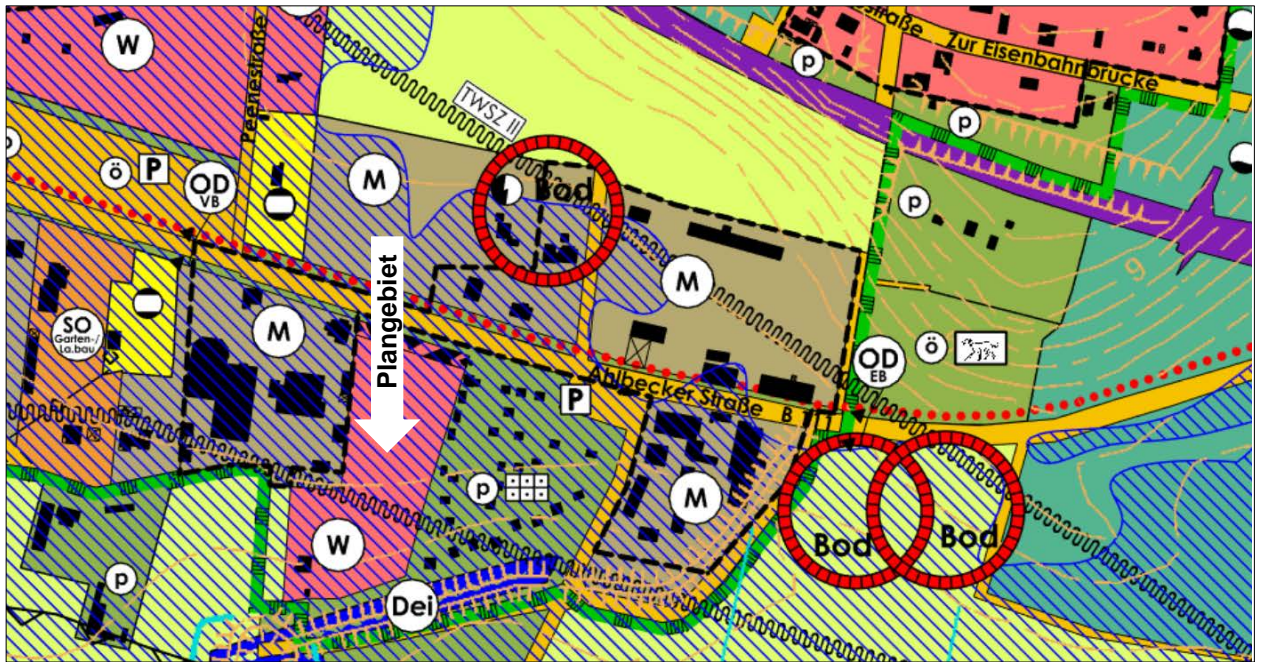 straße
Zur Eisenbahnbrücke
W
Peenestraße
p
p
TWSZ II
ö
P
OD
VB
M
Bod
p
M
9
Plangebiet
SO
Garten-/
La.bau
M
OD
EB
ö
Ahlbecker Straße
B
P
p
M
W
Bod
Bod
p
Dei